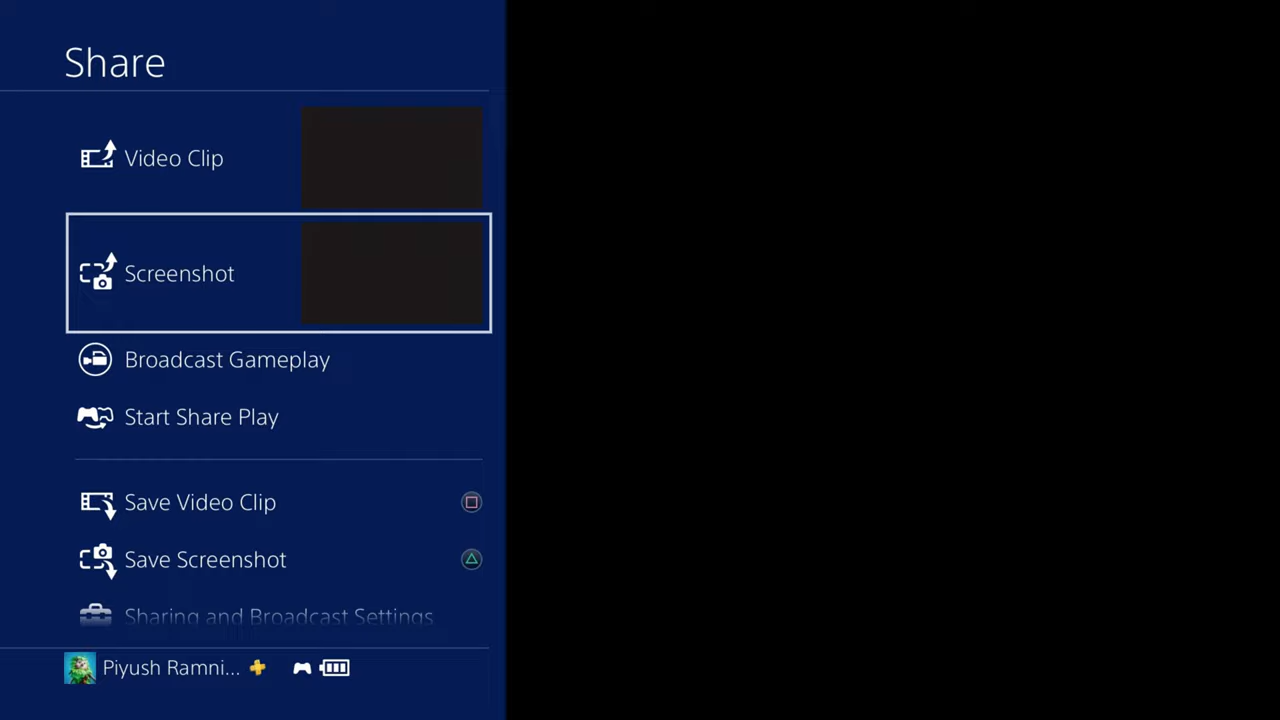 Share
Video Clip
Screenshot
Broadcast Gameplay
Start Share Play
Save Video Clip
Save Screenshot
Sharing and Broadcast Settings
Piyush Ramni...